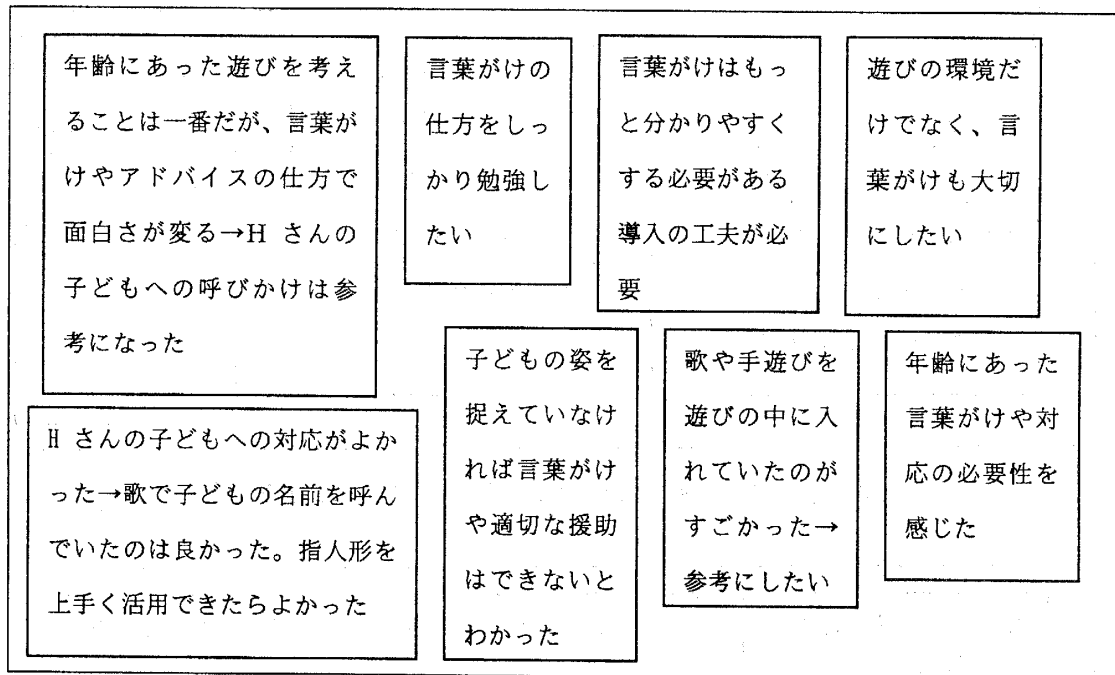 年齢にあった遊びを考え
ることは一番だが、言葉が
けやアドバイスの仕方で
面白さが変る→H さんの
子どもへの呼びかけは参
考になった
言葉がけの
仕方をしっ
かり勉強し
たい
言葉がけはもっ
と分かりやすく
する必要がある
導入の工夫が必
要
遊びの環境だ
けでなく、言
葉がけも大切
にしたい
H さんの子どもへの対応がよか
った→歌で子どもの名前を呼ん
でいたのは良かった。指人形を
上手く活用できたらよかった
子どもの姿を
捉えていなけ
れば言葉がけ
や適切な援助
はできないと
わかった
歌や手遊びを
遊びの中に入
れていたのが
すごかった→
参考にしたい
年齢にあった
言葉がけや対
応の必要性を
感じた